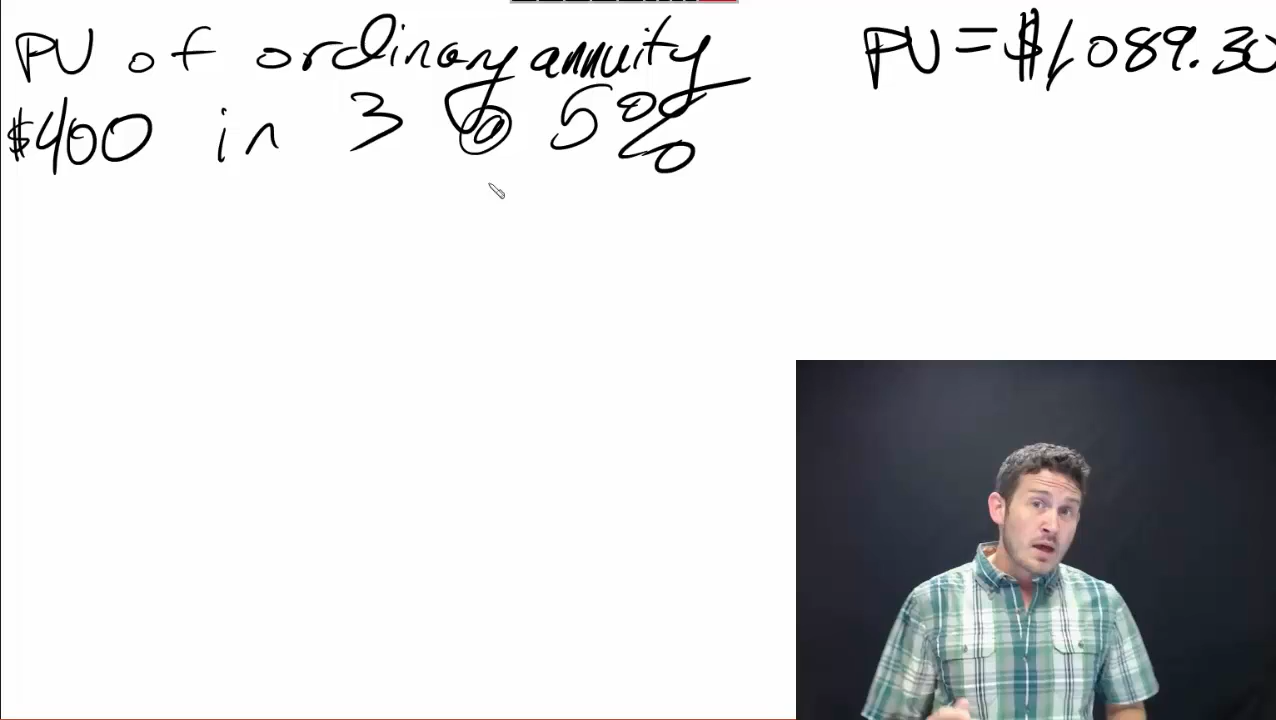 PV of ordinary annuity
$400 in 3 @ 5%
PV = $1,089.30